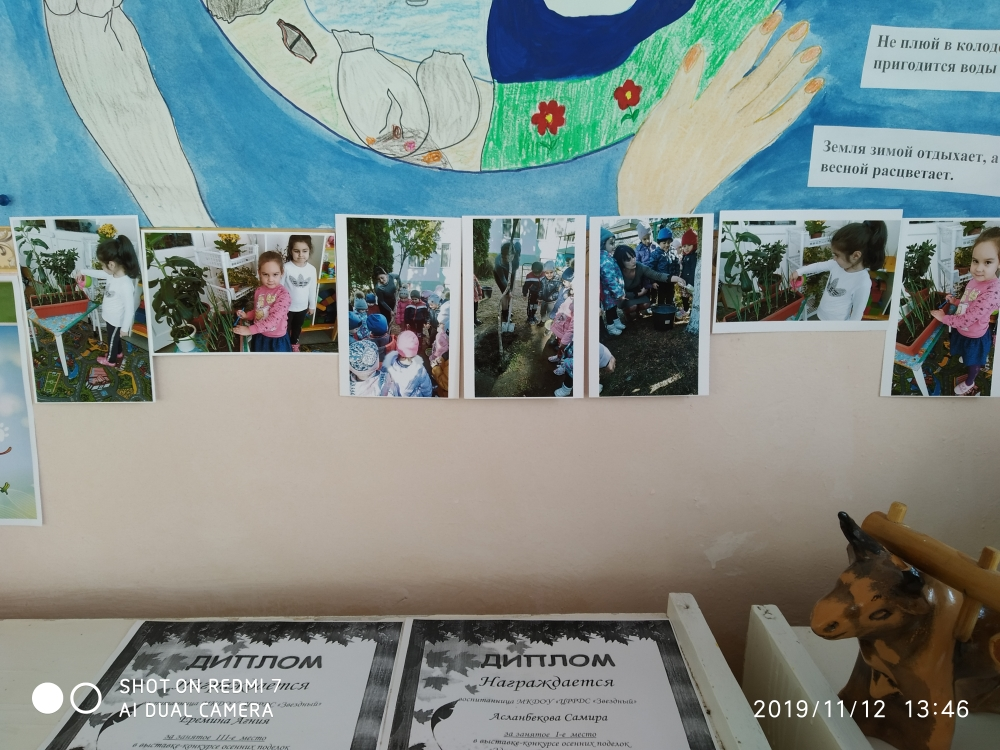 Не плюй в колод
пригодится воды
Земля зимой отдыхает, а
весной расцветает.
ДИПЛОМ
Еремина Агния
за занятое III-е место
в выставке-конкурсе осенних поделок
ДИПЛОМ
Награждается
воспитанница МКДОУ «ЦРРДС «Звездный»
Асланбекова Самира
за занятое 1-е место
в выставке-конкурсе осенних поделок
SHOT ON REDMI 7
AI DUAL CAMERA
2019/11/12 13:46